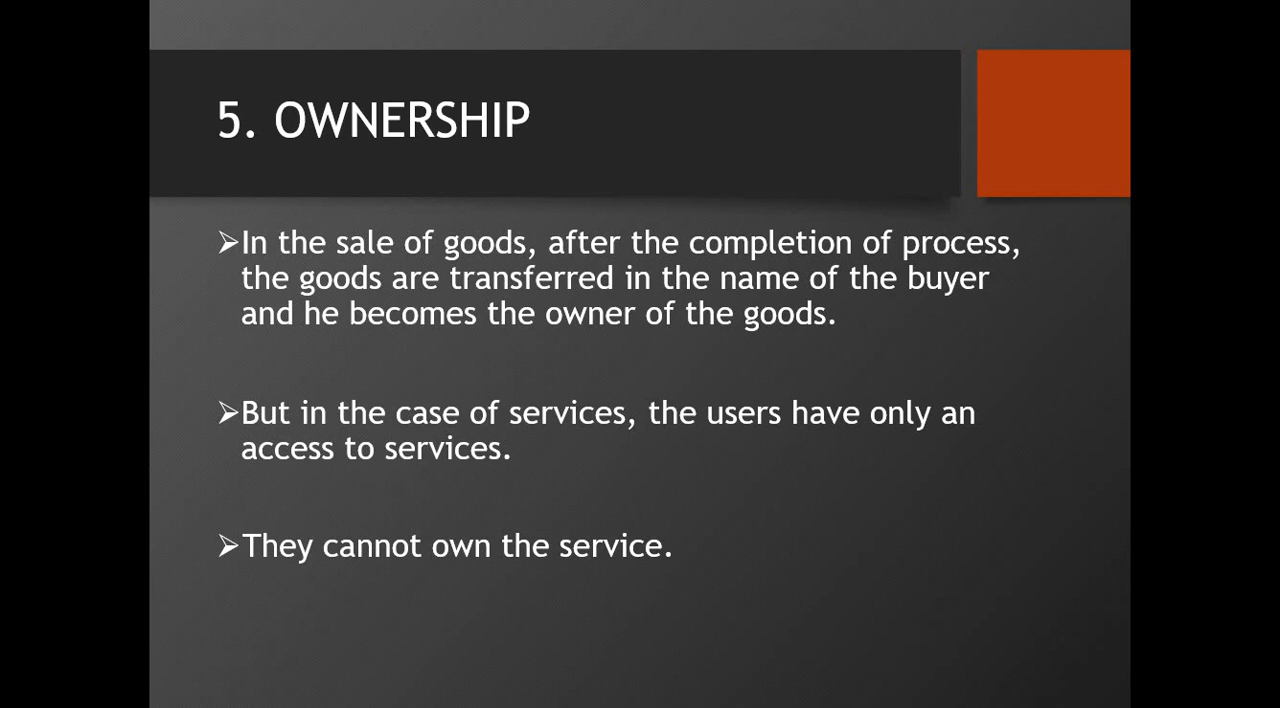 5. OWNERSHIP
➢In the sale of goods, after the completion of process,
the goods are transferred in the name of the buyer
and he becomes the owner of the goods.
➢But in the case of services, the users have only an
access to services.
➢They cannot own the service.